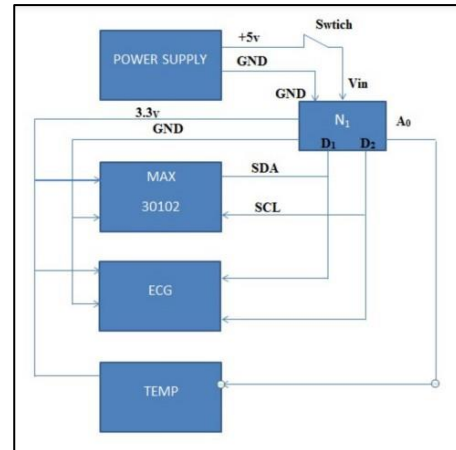 Swtich
+5v
POWER SUPPLY
GND
Vin
GND
3.3v
N1
A0
GND
D1 D2
MAX
30102
SDA
SCL
ECG
TEMP